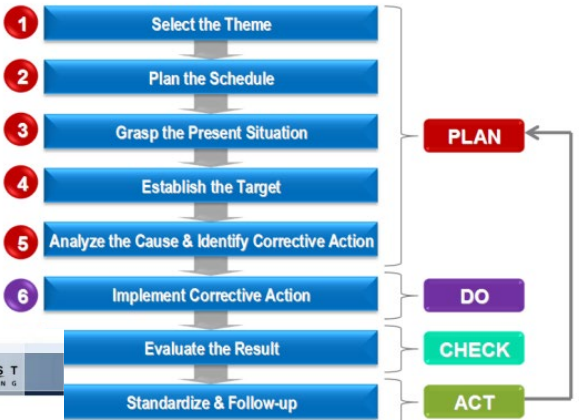 1 Select the Theme
2 Plan the Schedule
3 Grasp the Present Situation
PLAN
4 Establish the Target
5 Analyze the Cause & Identify Corrective Action
6 Implement Corrective Action
DO
Evaluate the Result
CHECK
Standardize & Follow-up
ACT